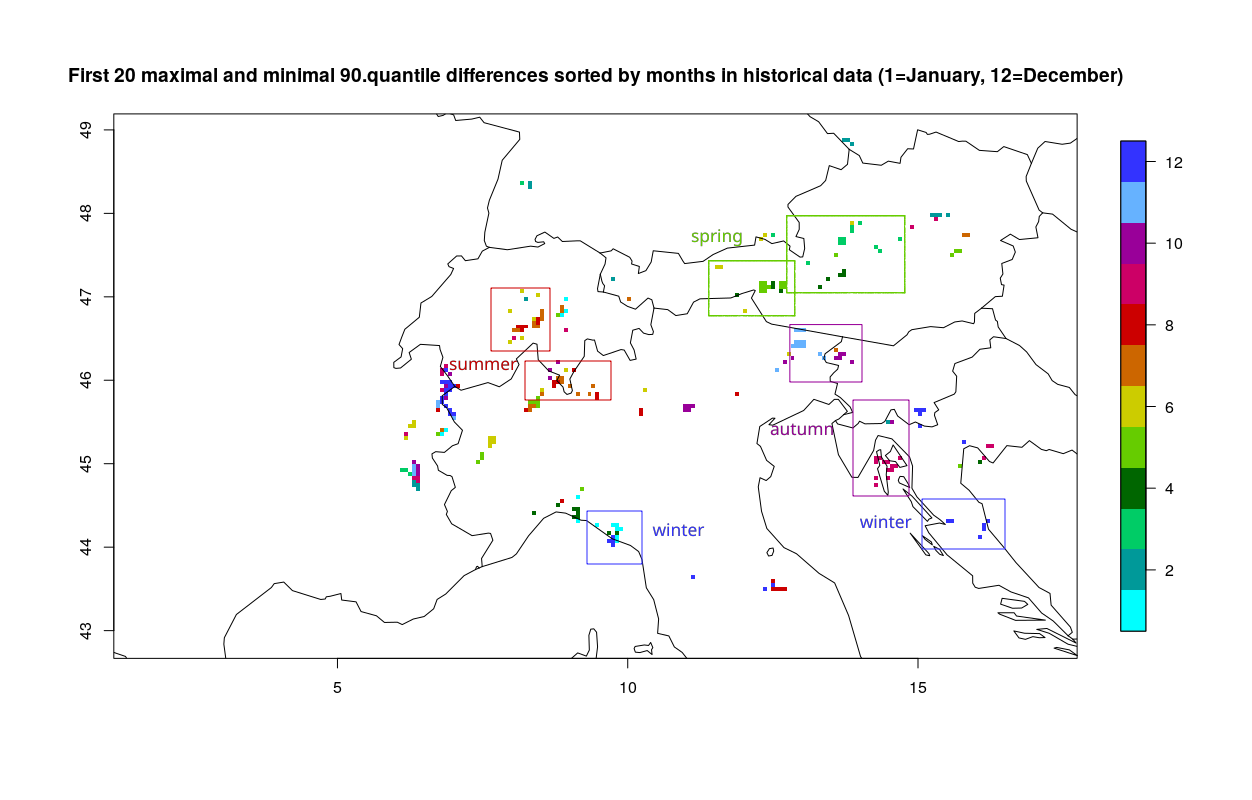 First 20 maximal and minimal 90.quantile differences sorted by months in historical data (1=January, 12=December)
49
48
47
46
45
44
43
5
10
15
12
10
8
6
4
2
spring
summer
autumn
winter
winter